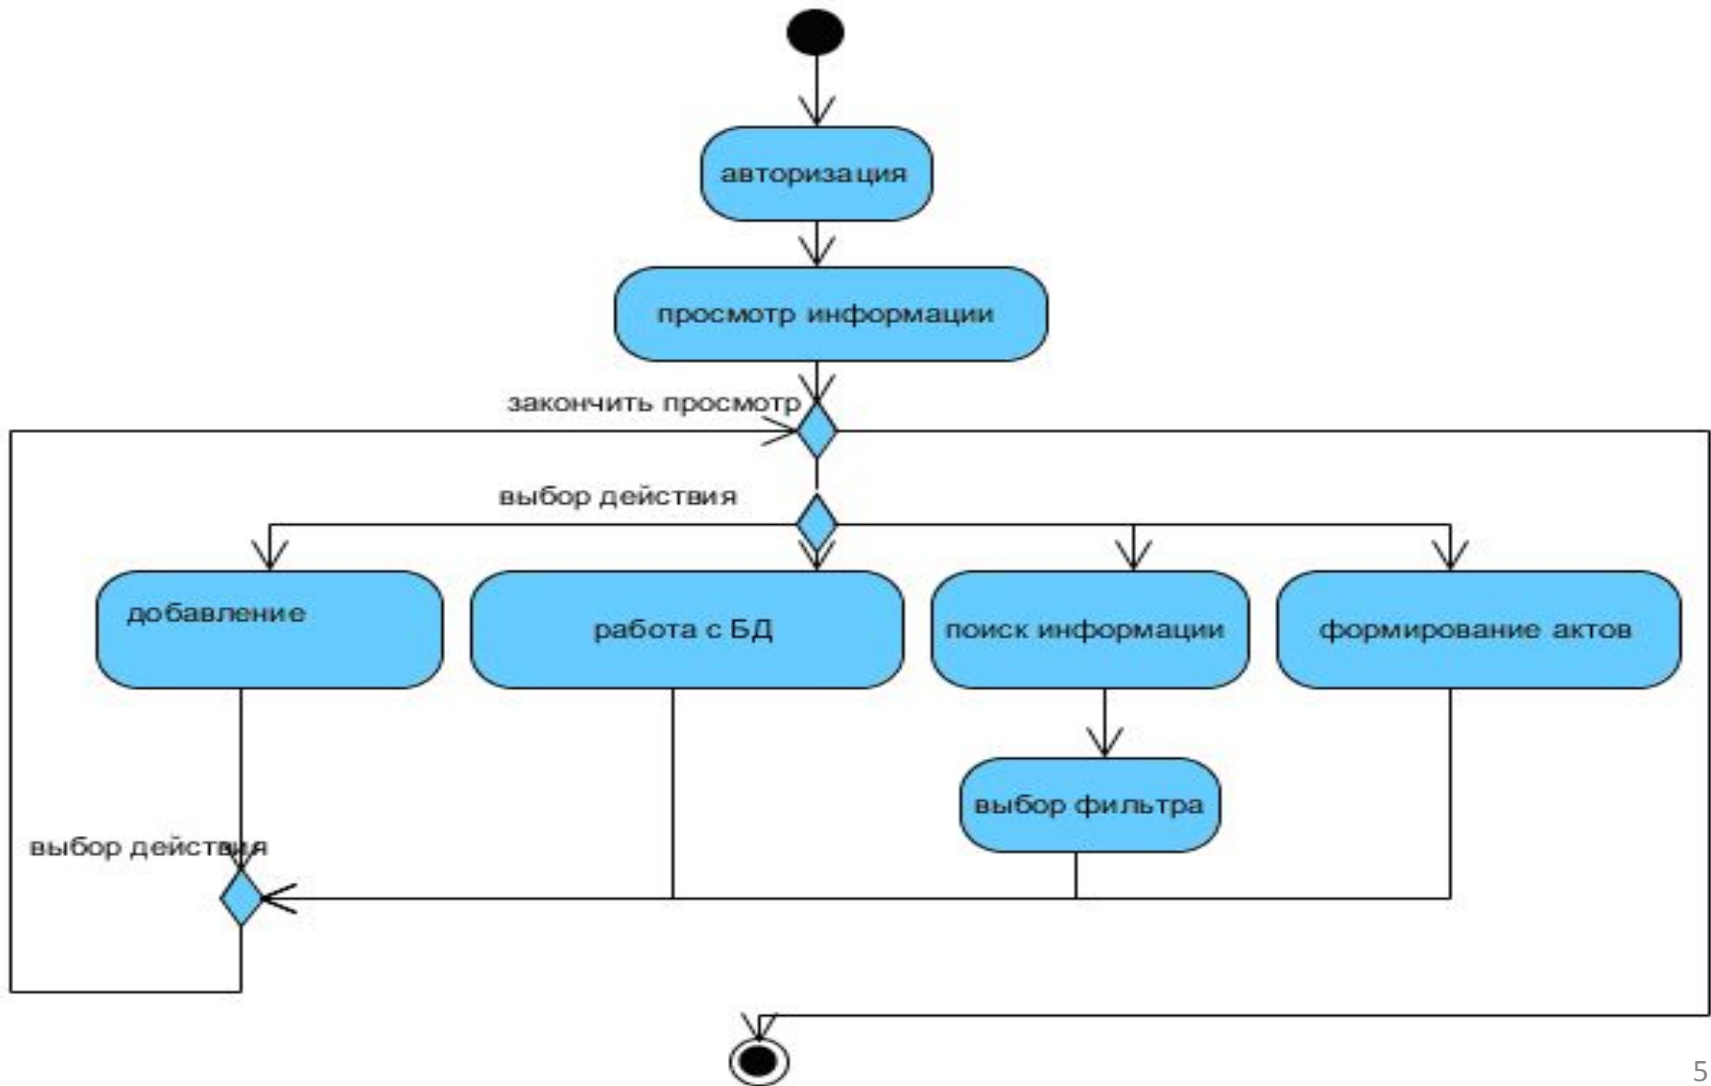 авторизация
просмотр информации
закончить просмотр
выбор действия
добавление
работа с БД
поиск информации
формирование актов
выбор фильтра
выбор действия
5